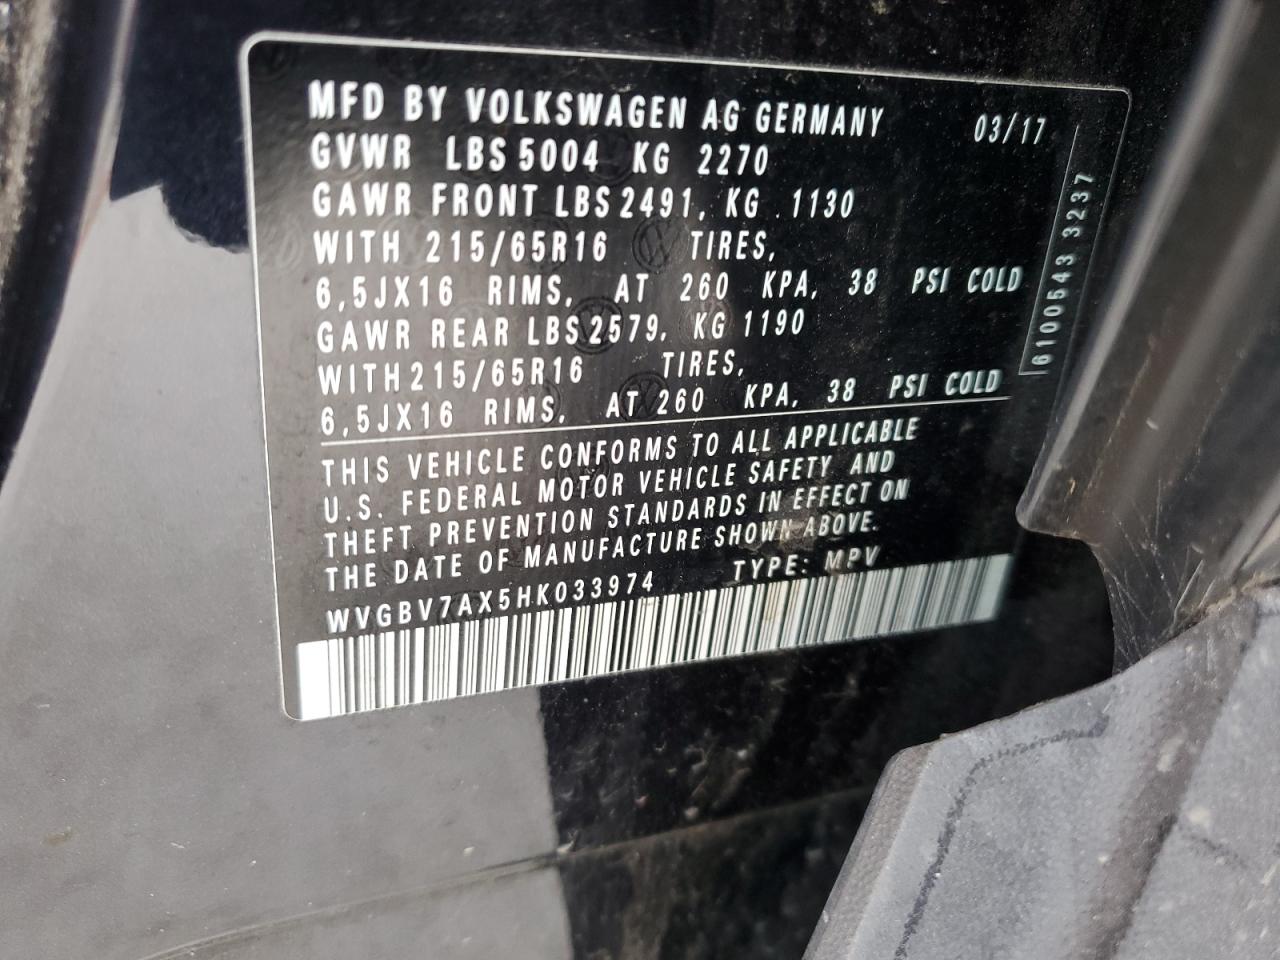 MFD BY VOLKSWAGEN AG GERMANY 03/17
GVWR LBS 5004 KG 2270
GAWR FRONT LBS 2491, KG 1130
WITH 215/65R16 TIRES,
6,5JX16 RIMS, AT 260 KPA, 38 PSI COLD
GAWR REAR LBS 2579, KG 1190
WITH 215/65R16 TIRES,
6,5JX16 RIMS, AT 260 KPA, 38 PSI COLD
THIS VEHICLE CONFORMS TO ALL APPLICABLE
U.S. FEDERAL MOTOR VEHICLE SAFETY AND
THEFT PREVENTION STANDARDS IN EFFECT ON
THE DATE OF MANUFACTURE SHOWN ABOVE.
WVGBV7AX5HK033974 TYPE: MPV
6100543 3237